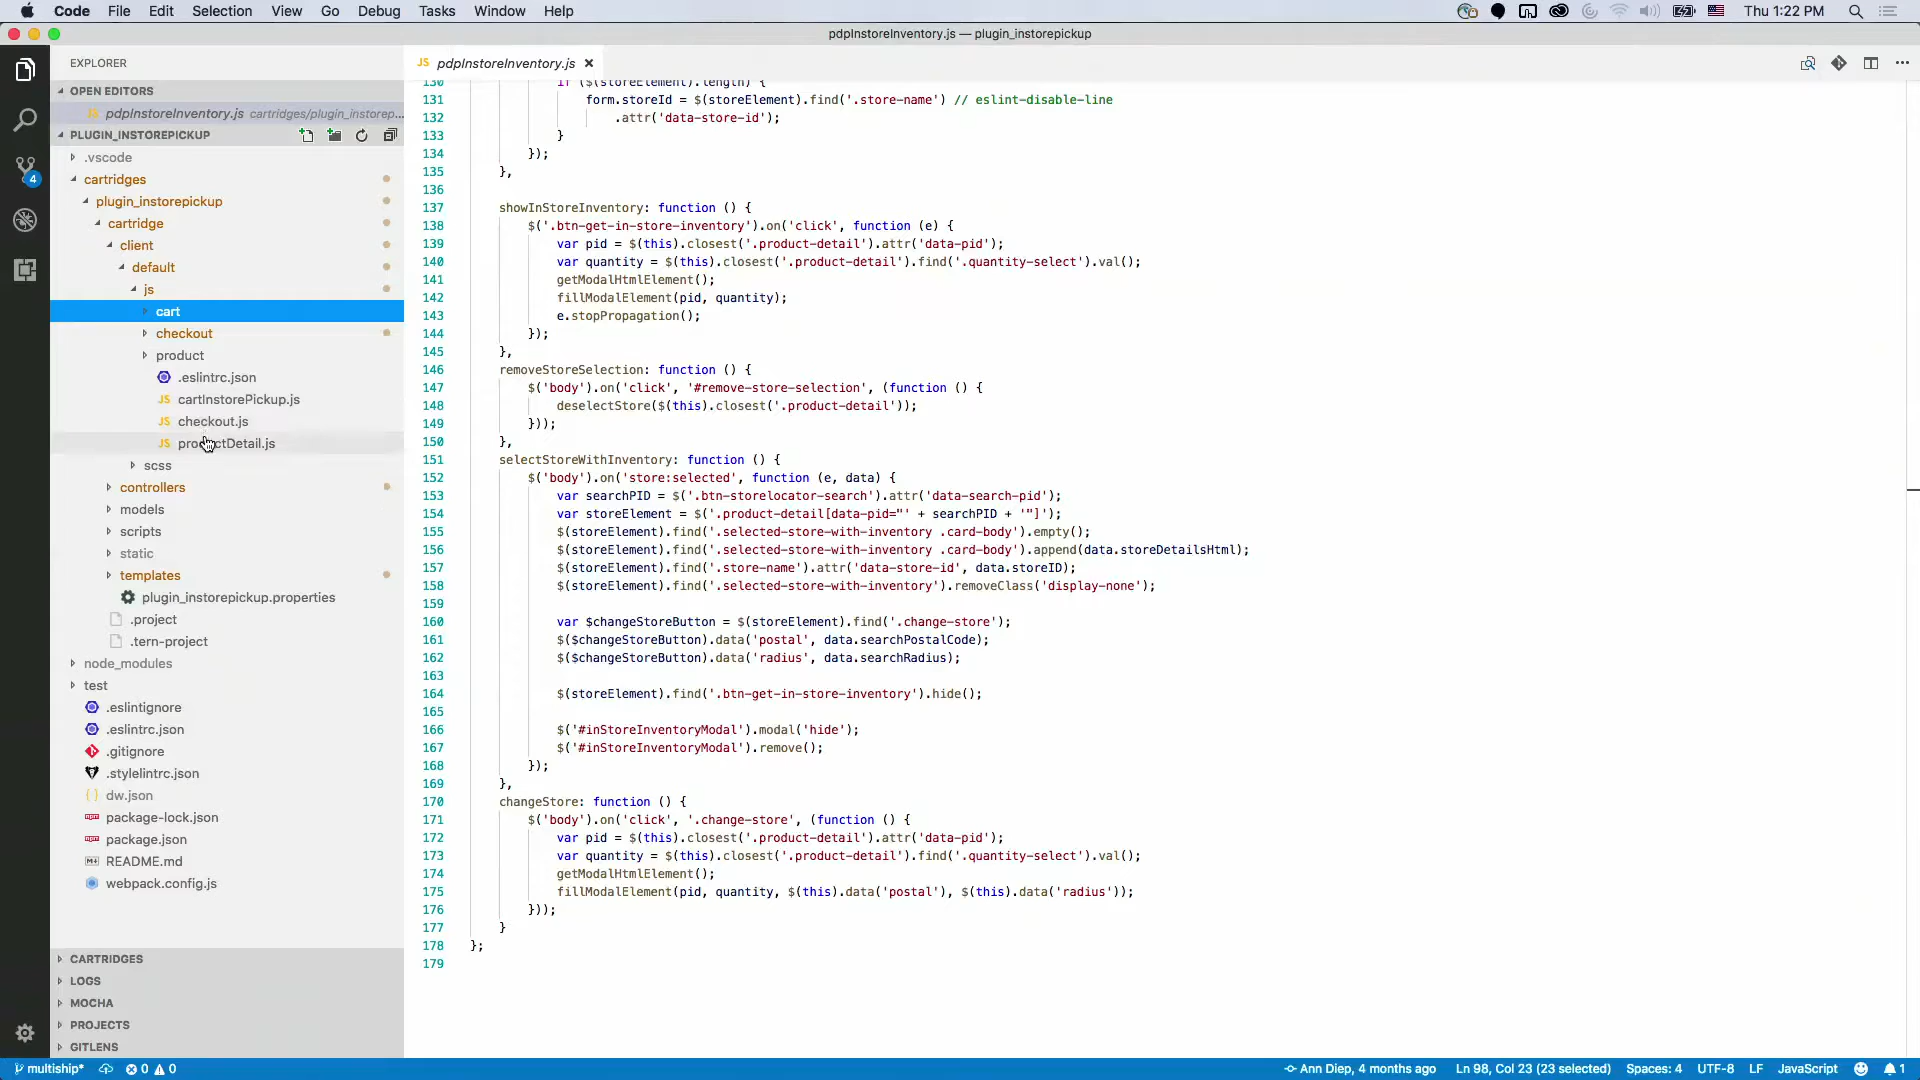 Code File Edit Selection View Go Debug Tasks Window Help Thu 1:22 PM
pdpInstoreInventory.js — plugin_instorepickup
EXPLORER
OPEN EDITORS
JS pdpInstoreInventory.js cartridges/plugin_instorep...
PLUGIN_INSTOREPICKUP
.vscode
cartridges
plugin_instorepickup
cartridge
client
default
js
cart
checkout
product
.eslintrc.json
JS cartInstorePickup.js
JS checkout.js
JS productDetail.js
scss
controllers
models
scripts
static
templates
plugin_instorepickup.properties
.project
.tern-project
node_modules
test
.eslintignore
.eslintrc.json
.gitignore
.stylelintrc.json
dw.json
package-lock.json
package.json
README.md
webpack.config.js
CARTRIDGES
LOGS
MOCHA
PROJECTS
GITLENS
4
JS pdpInstoreInventory.js ×
130 if ($(storeElement).length) {
131 form.storeId = $(storeElement).find('.store-name') // eslint-disable-line
132 .attr('data-store-id');
133 }
134 });
135 },
136
137 showInStoreInventory: function () {
138 $('.btn-get-in-store-inventory').on('click', function (e) {
139 var pid = $(this).closest('.product-detail').attr('data-pid');
140 var quantity = $(this).closest('.product-detail').find('.quantity-select').val();
141 getModalHtmlElement();
142 fillModalElement(pid, quantity);
143 e.stopPropagation();
144 });
145 },
146 removeStoreSelection: function () {
147 $('body').on('click', '#remove-store-selection', (function () {
148 deselectStore($(this).closest('.product-detail'));
149 }));
150 },
151 selectStoreWithInventory: function () {
152 $('body').on('store:selected', function (e, data) {
153 var searchPID = $('.btn-storelocator-search').attr('data-search-pid');
154 var storeElement = $('.product-detail[data-pid="' + searchPID + '"]');
155 $(storeElement).find('.selected-store-with-inventory .card-body').empty();
156 $(storeElement).find('.selected-store-with-inventory .card-body').append(data.storeDetailsHtml);
157 $(storeElement).find('.store-name').attr('data-store-id', data.storeID);
158 $(storeElement).find('.selected-store-with-inventory').removeClass('display-none');
159
160 var $changeStoreButton = $(storeElement).find('.change-store');
161 $($changeStoreButton).data('postal', data.searchPostalCode);
162 $($changeStoreButton).data('radius', data.searchRadius);
163
164 $(storeElement).find('.btn-get-in-store-inventory').hide();
165
166 $('#inStoreInventoryModal').modal('hide');
167 $('#inStoreInventoryModal').remove();
168 });
169 },
170 changeStore: function () {
171 $('body').on('click', '.change-store', (function () {
172 var pid = $(this).closest('.product-detail').attr('data-pid');
173 var quantity = $(this).closest('.product-detail').find('.quantity-select').val();
174 getModalHtmlElement();
175 fillModalElement(pid, quantity, $(this).data('postal'), $(this).data('radius'));
176 }));
177 }
178 };
179
multiship* 0 0 Ann Diep, 4 months ago Ln 98, Col 23 (23 selected) Spaces: 4 UTF-8 LF JavaScript 1